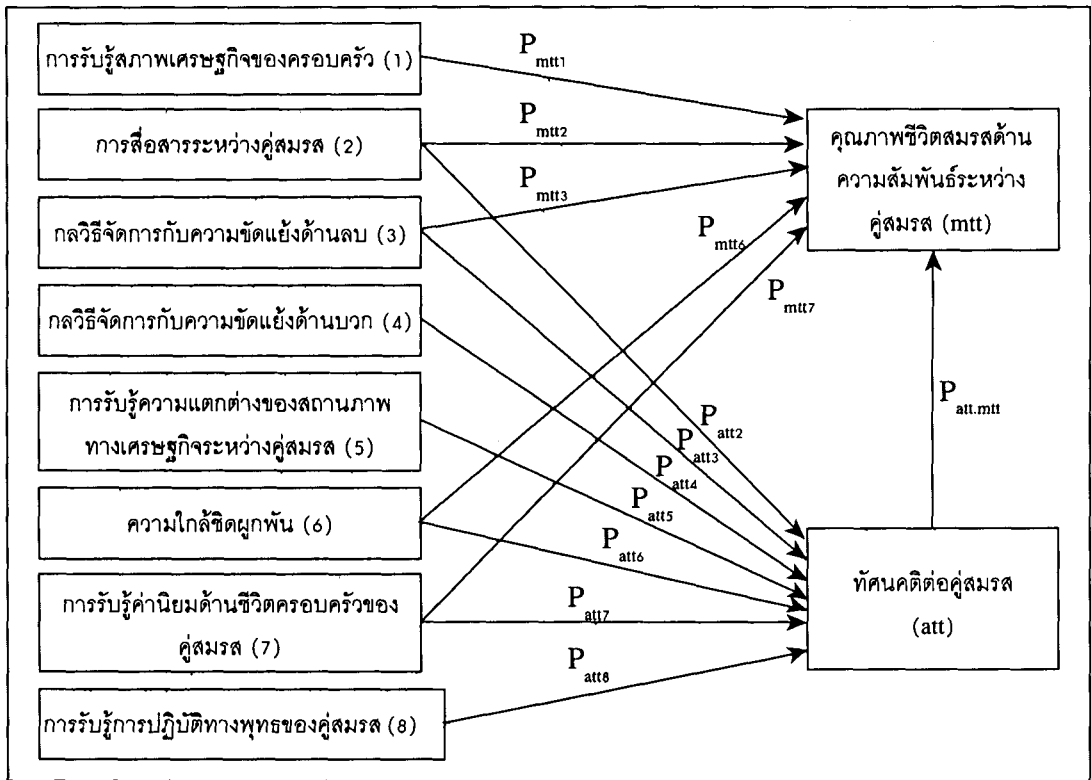 การรับรู้สภาพเศรษฐกิจของครอบครัว (1)
การสื่อสารระหว่างคู่สมรส (2)
กลวิธีจัดการกับความขัดแย้งด้านลบ (3)
กลวิธีจัดการกับความขัดแย้งด้านบวก (4)
การรับรู้ความแตกต่างของสถานภาพ
ทางเศรษฐกิจระหว่างคู่สมรส (5)
ความใกล้ชิดผูกพัน (6)
การรับรู้ค่านิยมด้านชีวิตครอบครัวของ
คู่สมรส (7)
การรับรู้การปฏิบัติทางพุทธของคู่สมรส (8)
P mtt1
P mtt2
P mtt3
P mtt6
P mtt7
P att2
P att3
P att4
P att5
P att6
P att7
P att8
คุณภาพชีวิตสมรสด้าน
ความสัมพันธ์ระหว่าง
คู่สมรส (mtt)
P att.mtt
ทัศนคติต่อคู่สมรส
(att)